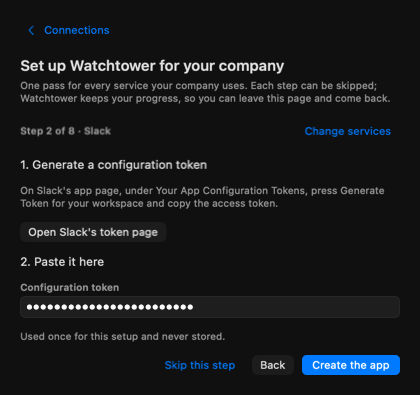 Connections
Set up Watchtower for your company
One pass for every service your company uses. Each step can be skipped;
Watchtower keeps your progress, so you can leave this page and come back.
Step 2 of 8 · Slack
Change services
1. Generate a configuration token
On Slack's app page, under Your App Configuration Tokens, press Generate
Token for your workspace and copy the access token.
Open Slack's token page
2. Paste it here
Configuration token
••••••••••••••••••••••••
Used once for this setup and never stored.
Skip this step
Back
Create the app